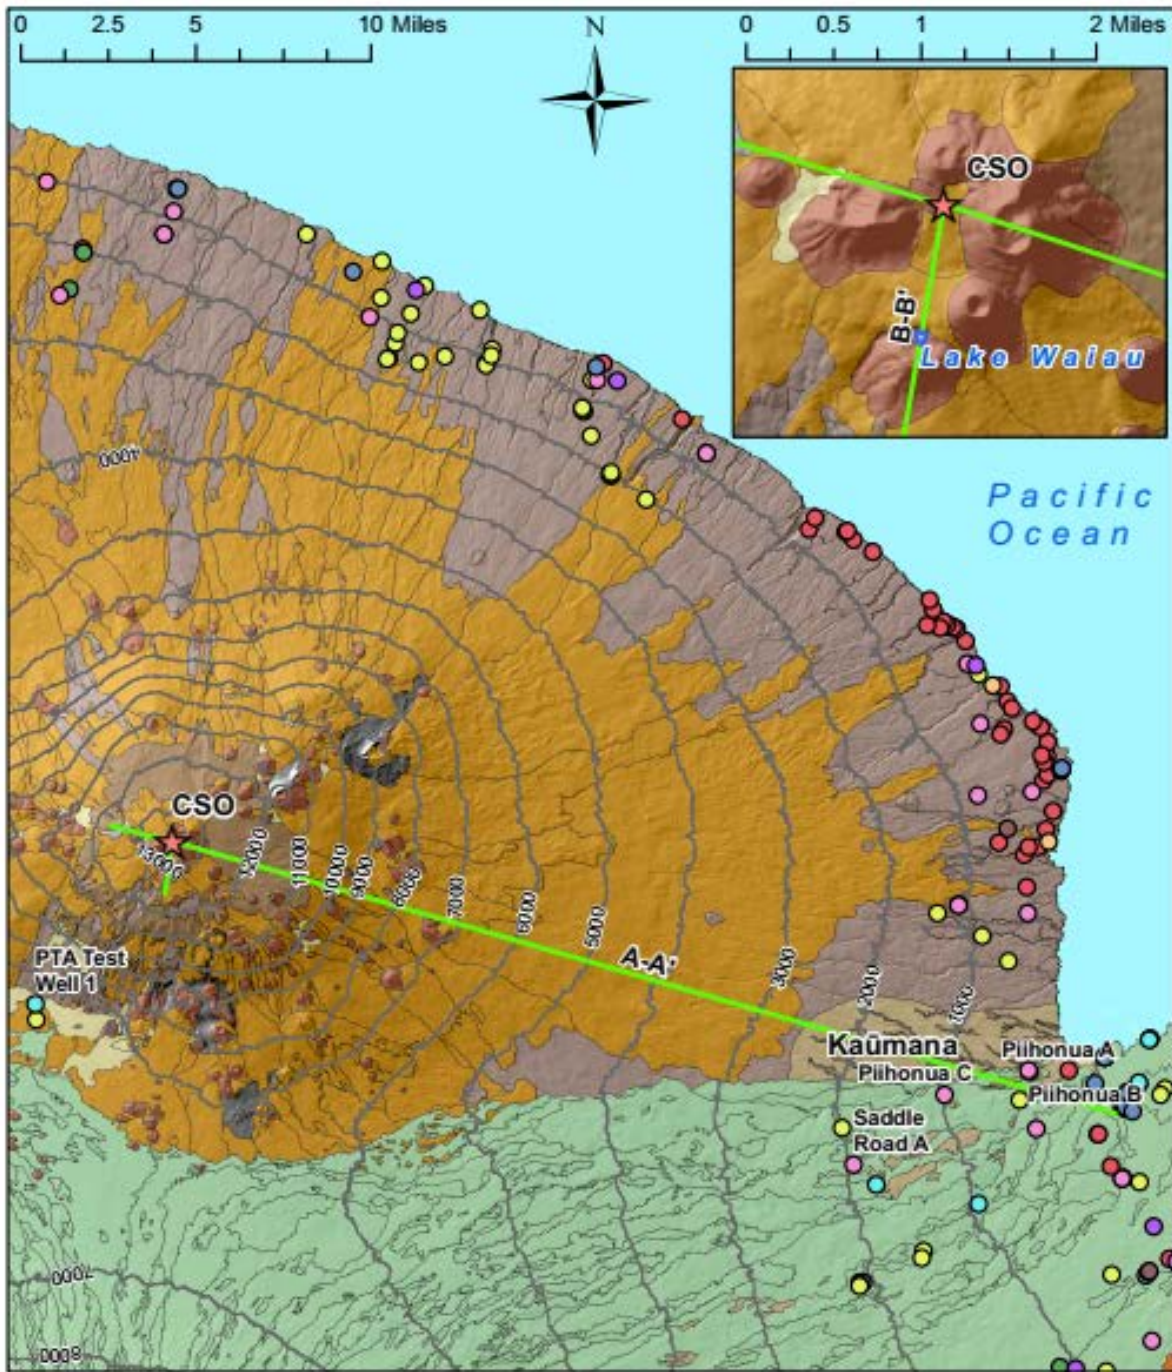 0 2.5 5 10 Miles
N
0 0.5 1 2 Miles
CSO
B-B'
Lake Waiau
4000
Pacific
Ocean
CSO
13000
12000
11000
10000
9000
8000
7000
6000
5000
A-A'
3000
2000
1000
PTA Test
Well 1
Kaūmana
Piihonua A
Piihonua C
Piihonua B
Saddle
Road A
7000
8000